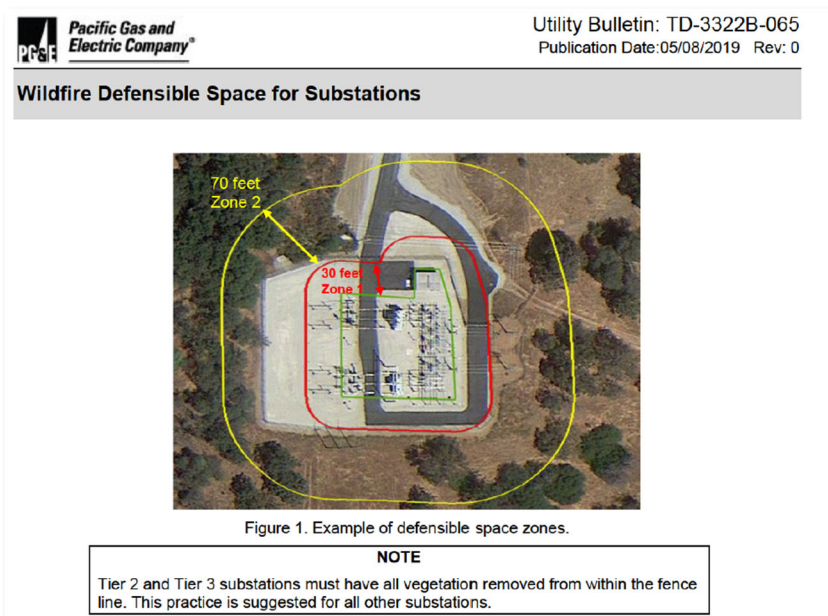 Pacific Gas and
Electric Company®
PG&E
Utility Bulletin: TD-3322B-065
Publication Date:05/08/2019 Rev: 0
Wildfire Defensible Space for Substations
70 feet
Zone 2
30 feet
Zone 1
Figure 1. Example of defensible space zones.
NOTE
Tier 2 and Tier 3 substations must have all vegetation removed from within the fence
line. This practice is suggested for all other substations.